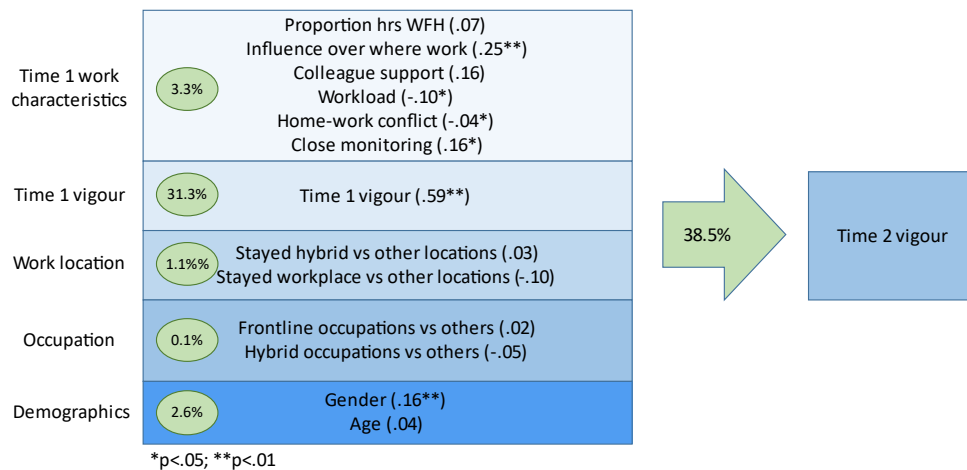 Time 1 work
characteristics
3.3%
Proportion hrs WFH (.07)
Influence over where work (.25**)
Colleague support (.16)
Workload (-.10*)
Home-work conflict (-.04*)
Close monitoring (.16*)
Time 1 vigour
31.3%
Time 1 vigour (.59**)
Work location
1.1%%
Stayed hybrid vs other locations (.03)
Stayed workplace vs other locations (-.10)
Occupation
0.1%
Frontline occupations vs others (.02)
Hybrid occupations vs others (-.05)
Demographics
2.6%
Gender (.16**)
Age (.04)
*p<.05; **p<.01
38.5%
Time 2 vigour